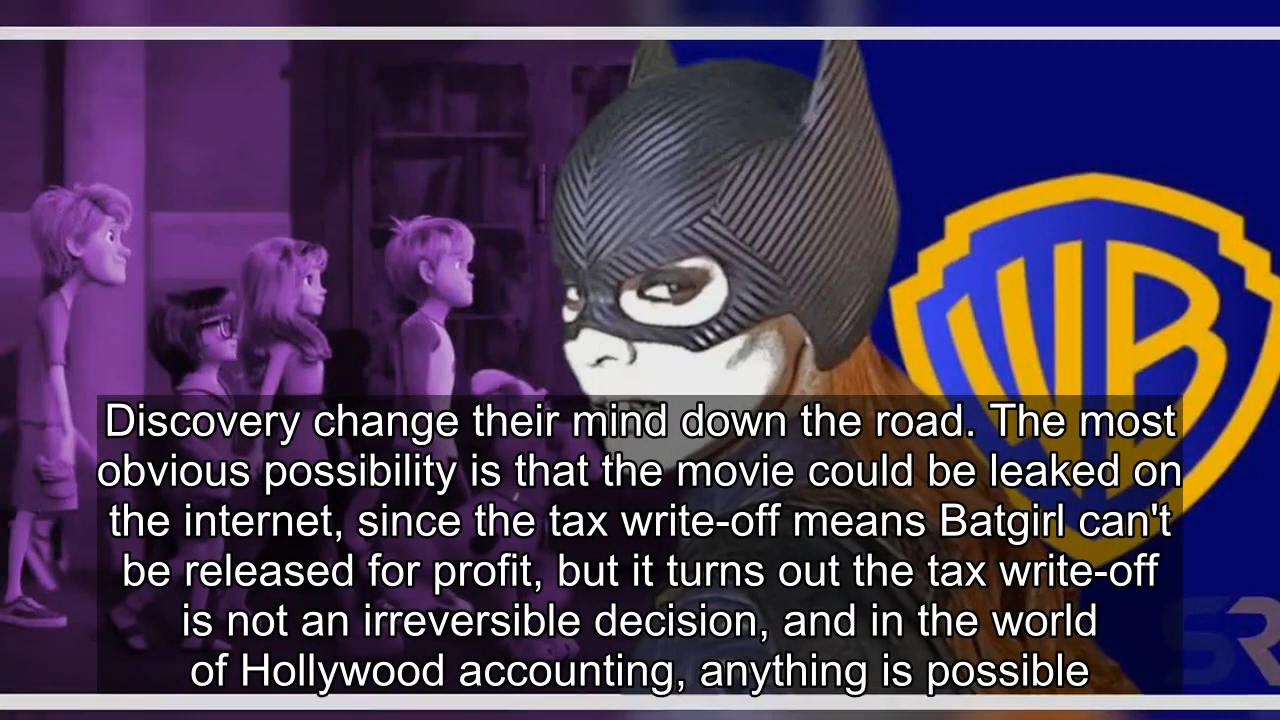 WB
Discovery change their mind down the road. The most
obvious possibility is that the movie could be leaked on
the internet, since the tax write-off means Batgirl can't
be released for profit, but it turns out the tax write-off
is not an irreversible decision, and in the world
of Hollywood accounting, anything is possible
SR